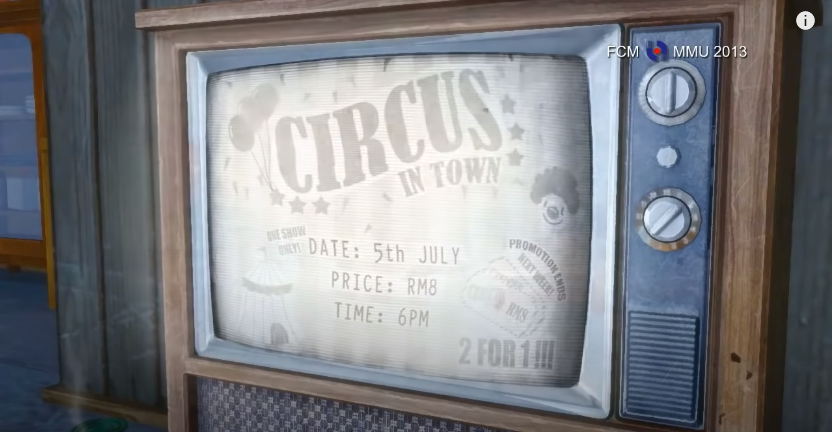 FCM MMU 2013
CIRCUS
IN TOWN
ONE SHOW
ONLY!
DATE: 5th JULY
PRICE: RM8
TIME: 6PM
PROMOTION ENDS
NEXT WEEK!
RM8
2 FOR 1!!!